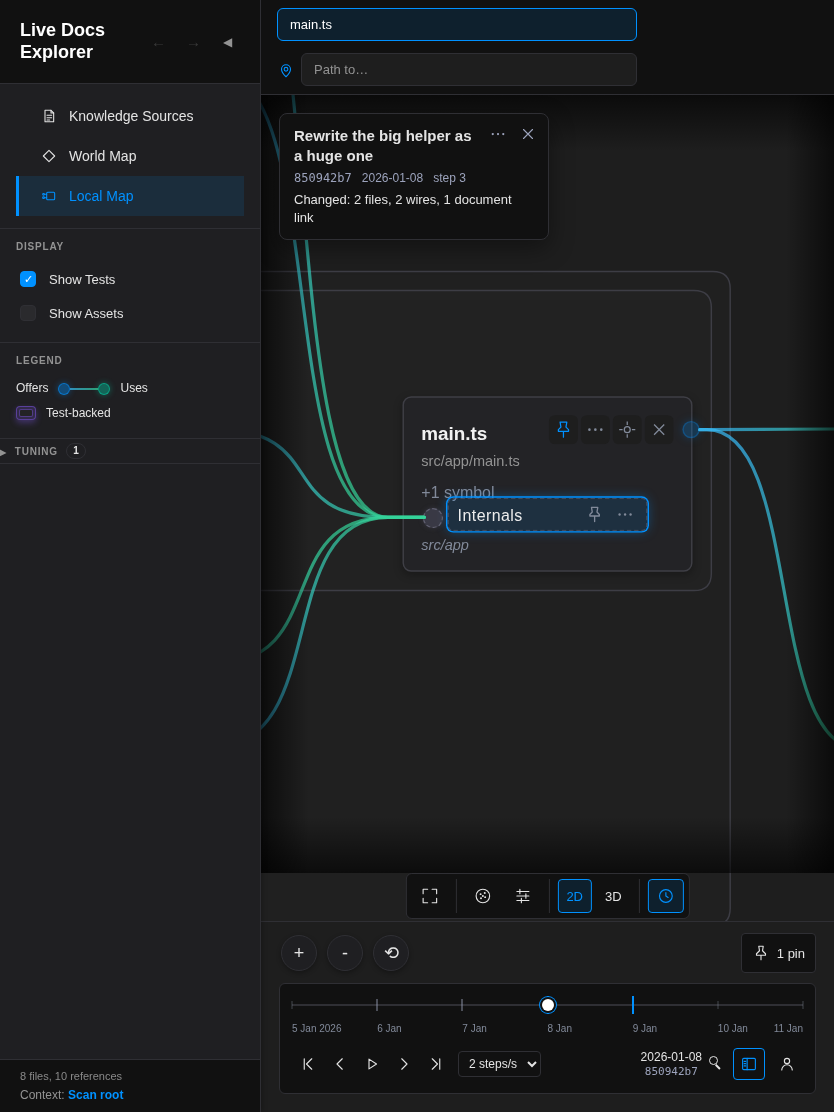 Live Docs
Explorer
Knowledge Sources
World Map
Local Map
DISPLAY
Show Tests
Show Assets
LEGEND
Offers
Uses
Test-backed
TUNING 1
8 files, 10 references
Context: Scan root
main.ts
Path to…
Rewrite the big helper as
a huge one
850942b7 2026-01-08 step 3
Changed: 2 files, 2 wires, 1 document
link
main.ts
src/app/main.ts
+1 symbol
Internals
src/app
2D 3D
+ -
1 pin
5 Jan 2026 6 Jan 7 Jan 8 Jan 9 Jan 10 Jan 11 Jan
2 steps/s
2026-01-08
850942b7